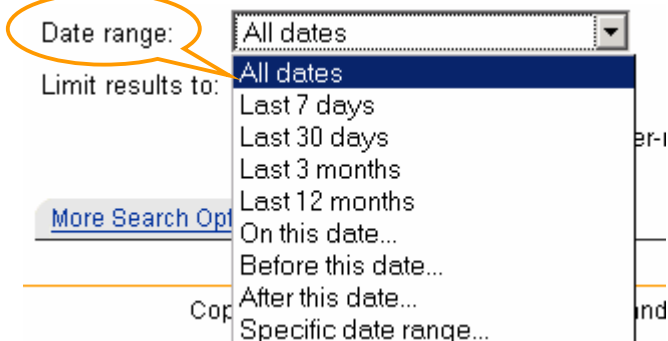 Date range: All dates
All dates
Limit results to:
Last 7 days
Last 30 days
Last 3 months
Last 12 months
More Search Opt
On this date...
Before this date...
After this date...
Cop
Specific date range...